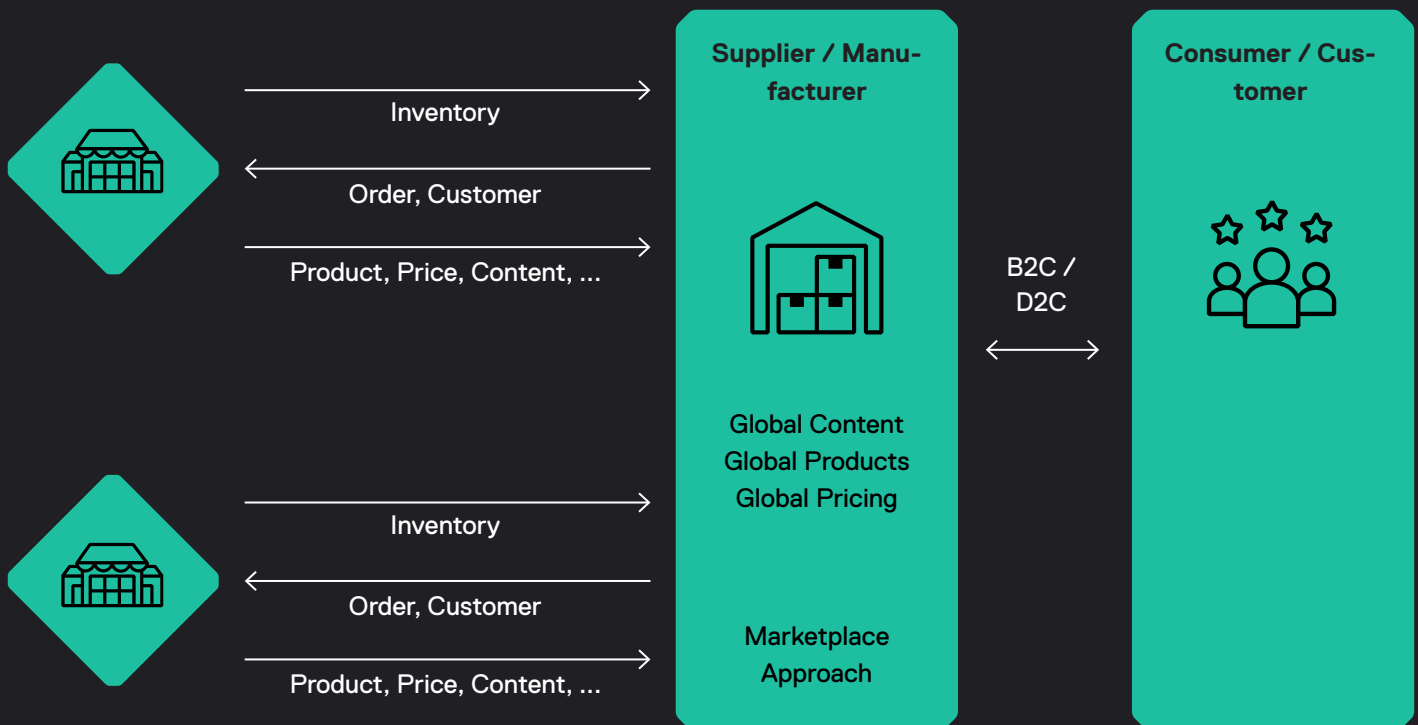 Inventory
Order, Customer
Product, Price, Content, ...
Inventory
Order, Customer
Product, Price, Content, ...
Supplier / Manu-
facturer
Global Content
Global Products
Global Pricing
Marketplace
Approach
B2C /
D2C
Consumer / Cus-
tomer